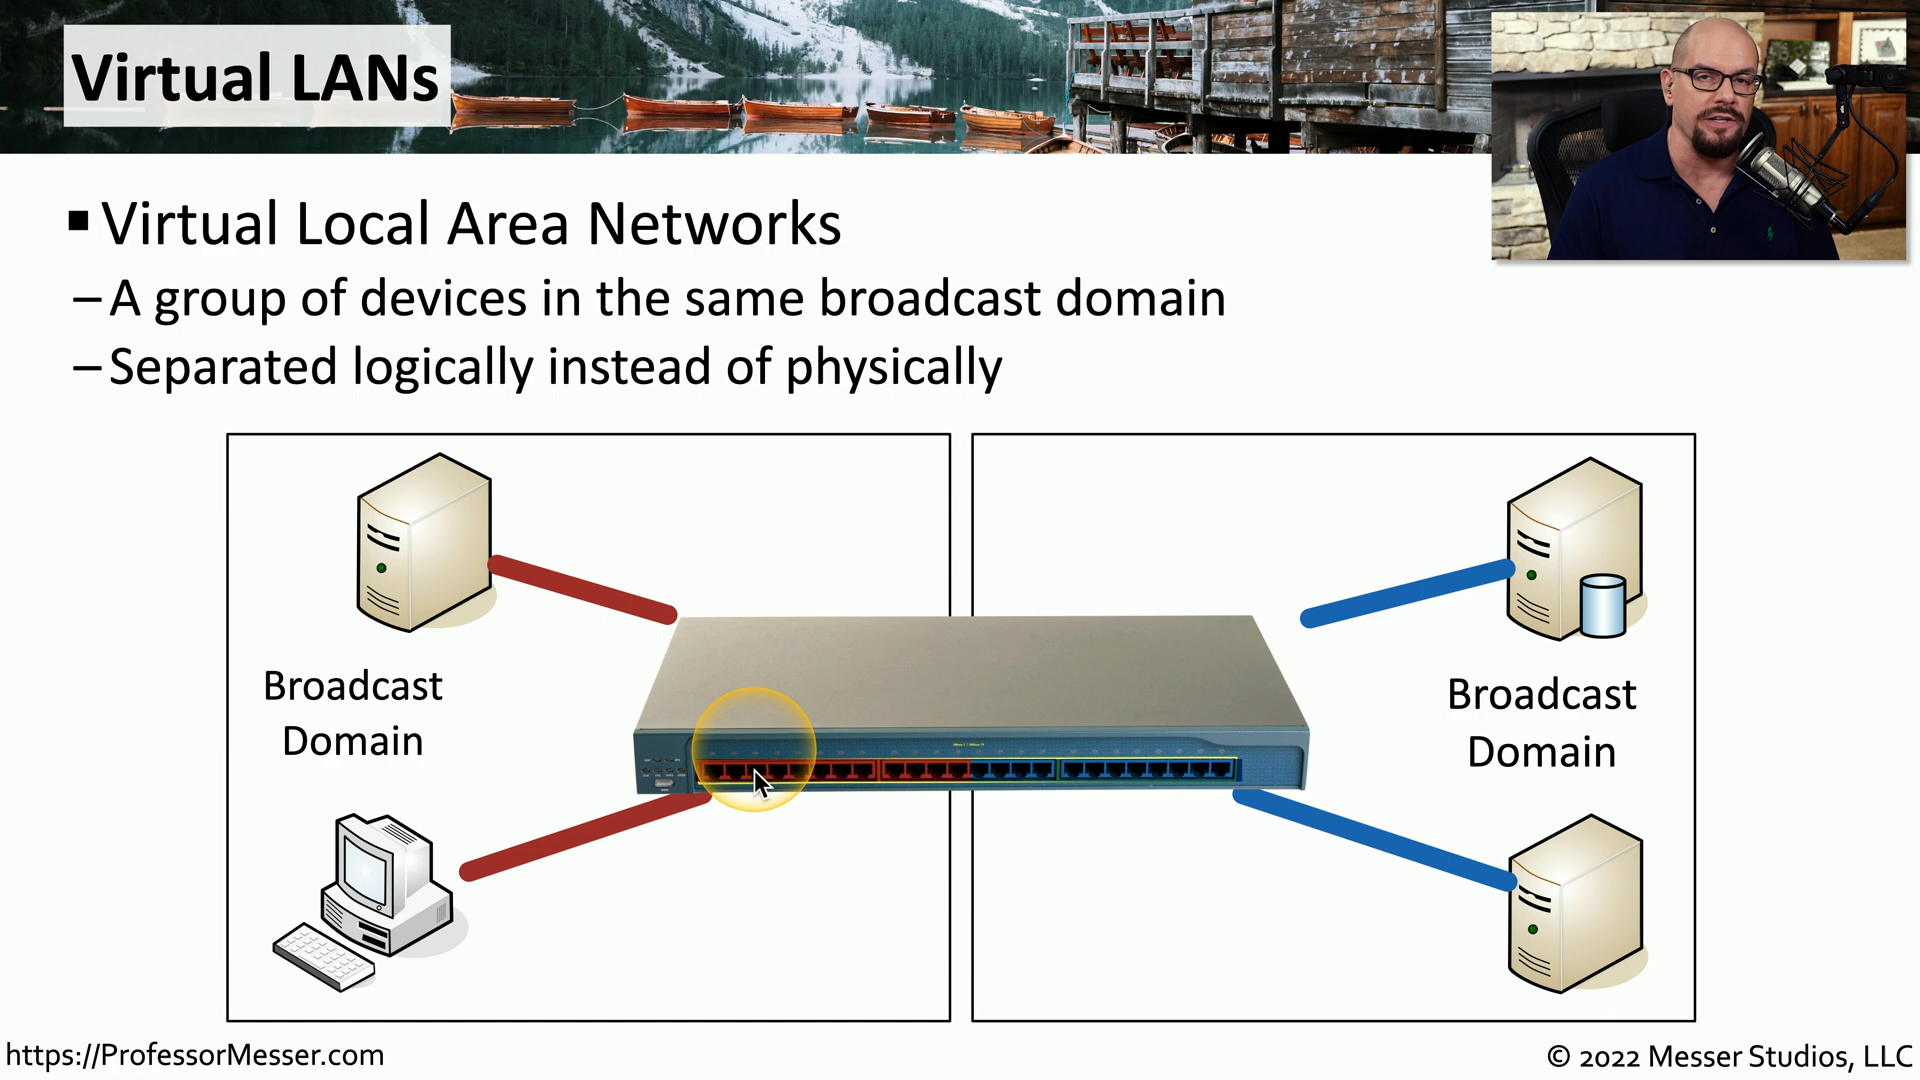 Virtual LANs
▪ Virtual Local Area Networks
– A group of devices in the same broadcast domain
– Separated logically instead of physically
Broadcast
Domain
Broadcast
Domain
https://ProfessorMesser.com
© 2022 Messer Studios, LLC